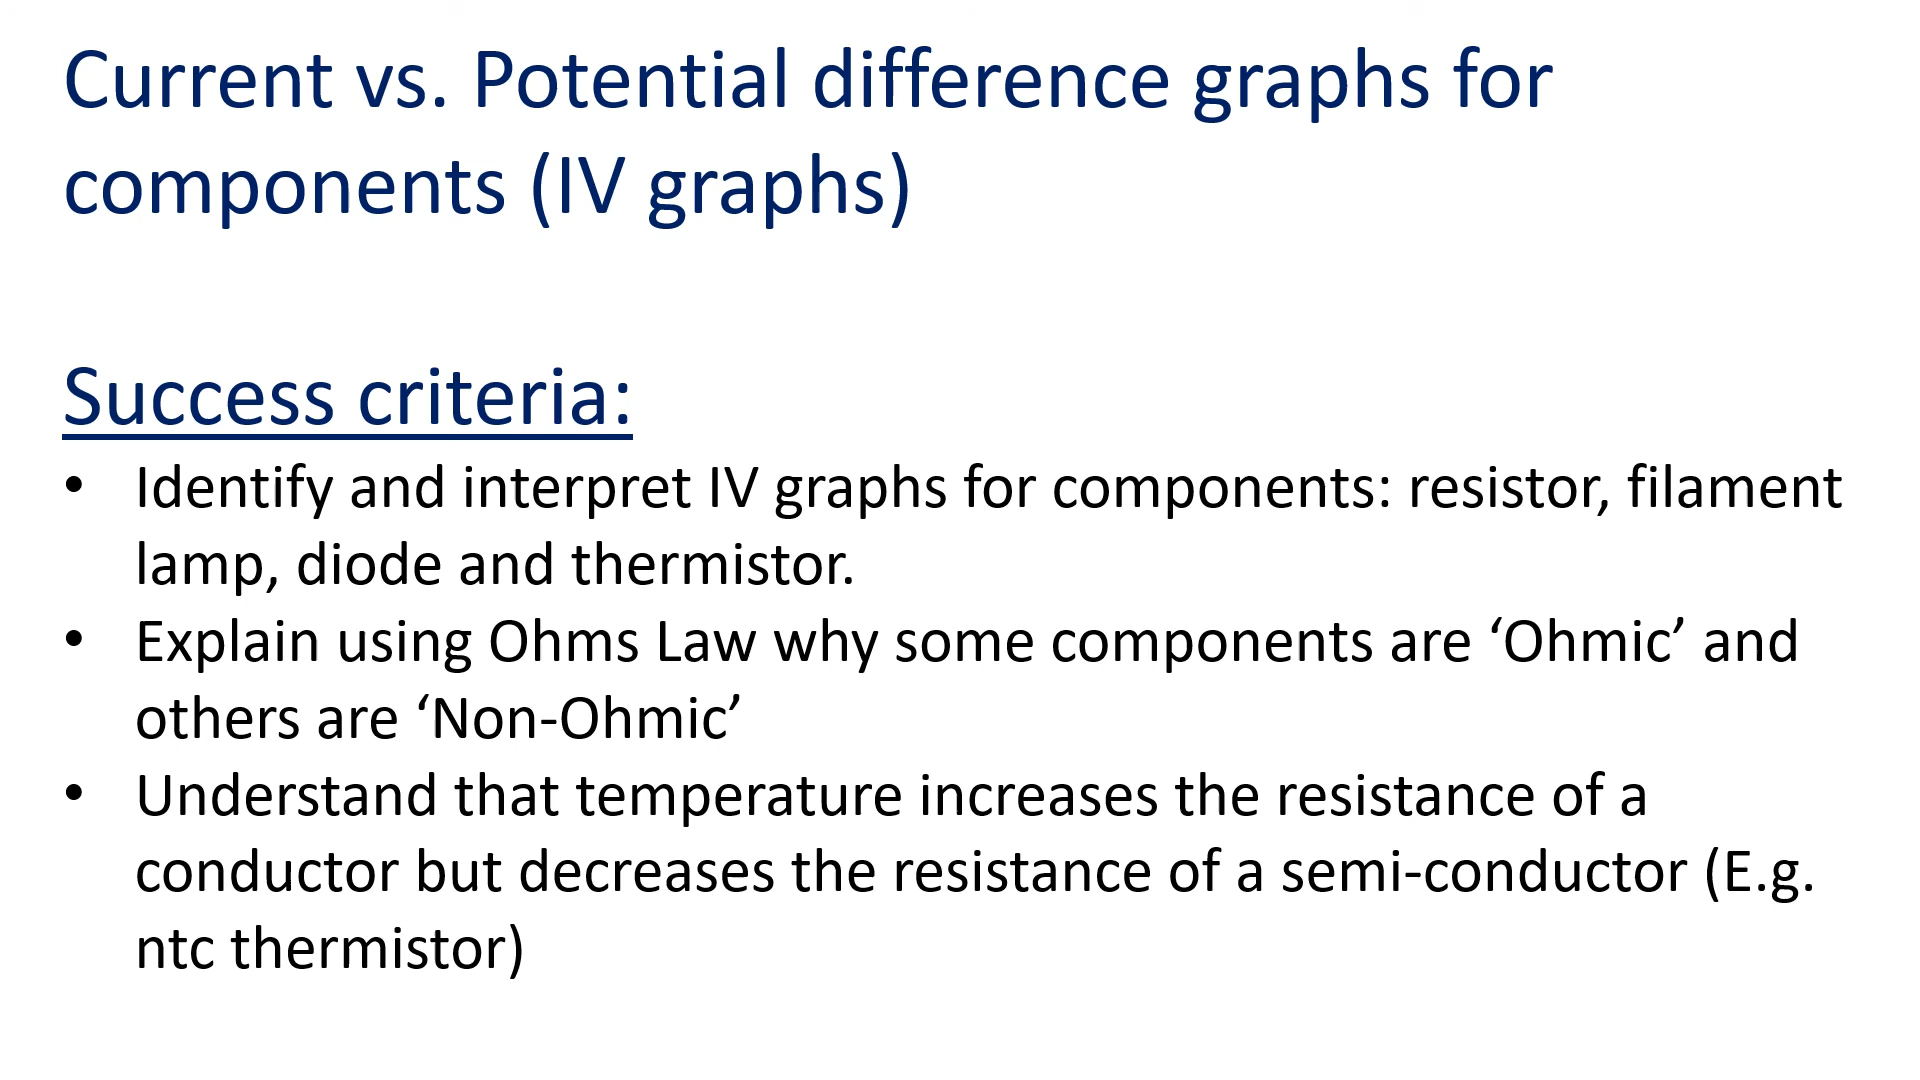 Current vs. Potential difference graphs for
components (IV graphs)
Success criteria:
• Identify and interpret IV graphs for components: resistor, filament
lamp, diode and thermistor.
• Explain using Ohms Law why some components are ‘Ohmic’ and
others are ‘Non-Ohmic’
• Understand that temperature increases the resistance of a
conductor but decreases the resistance of a semi-conductor (E.g.
ntc thermistor)